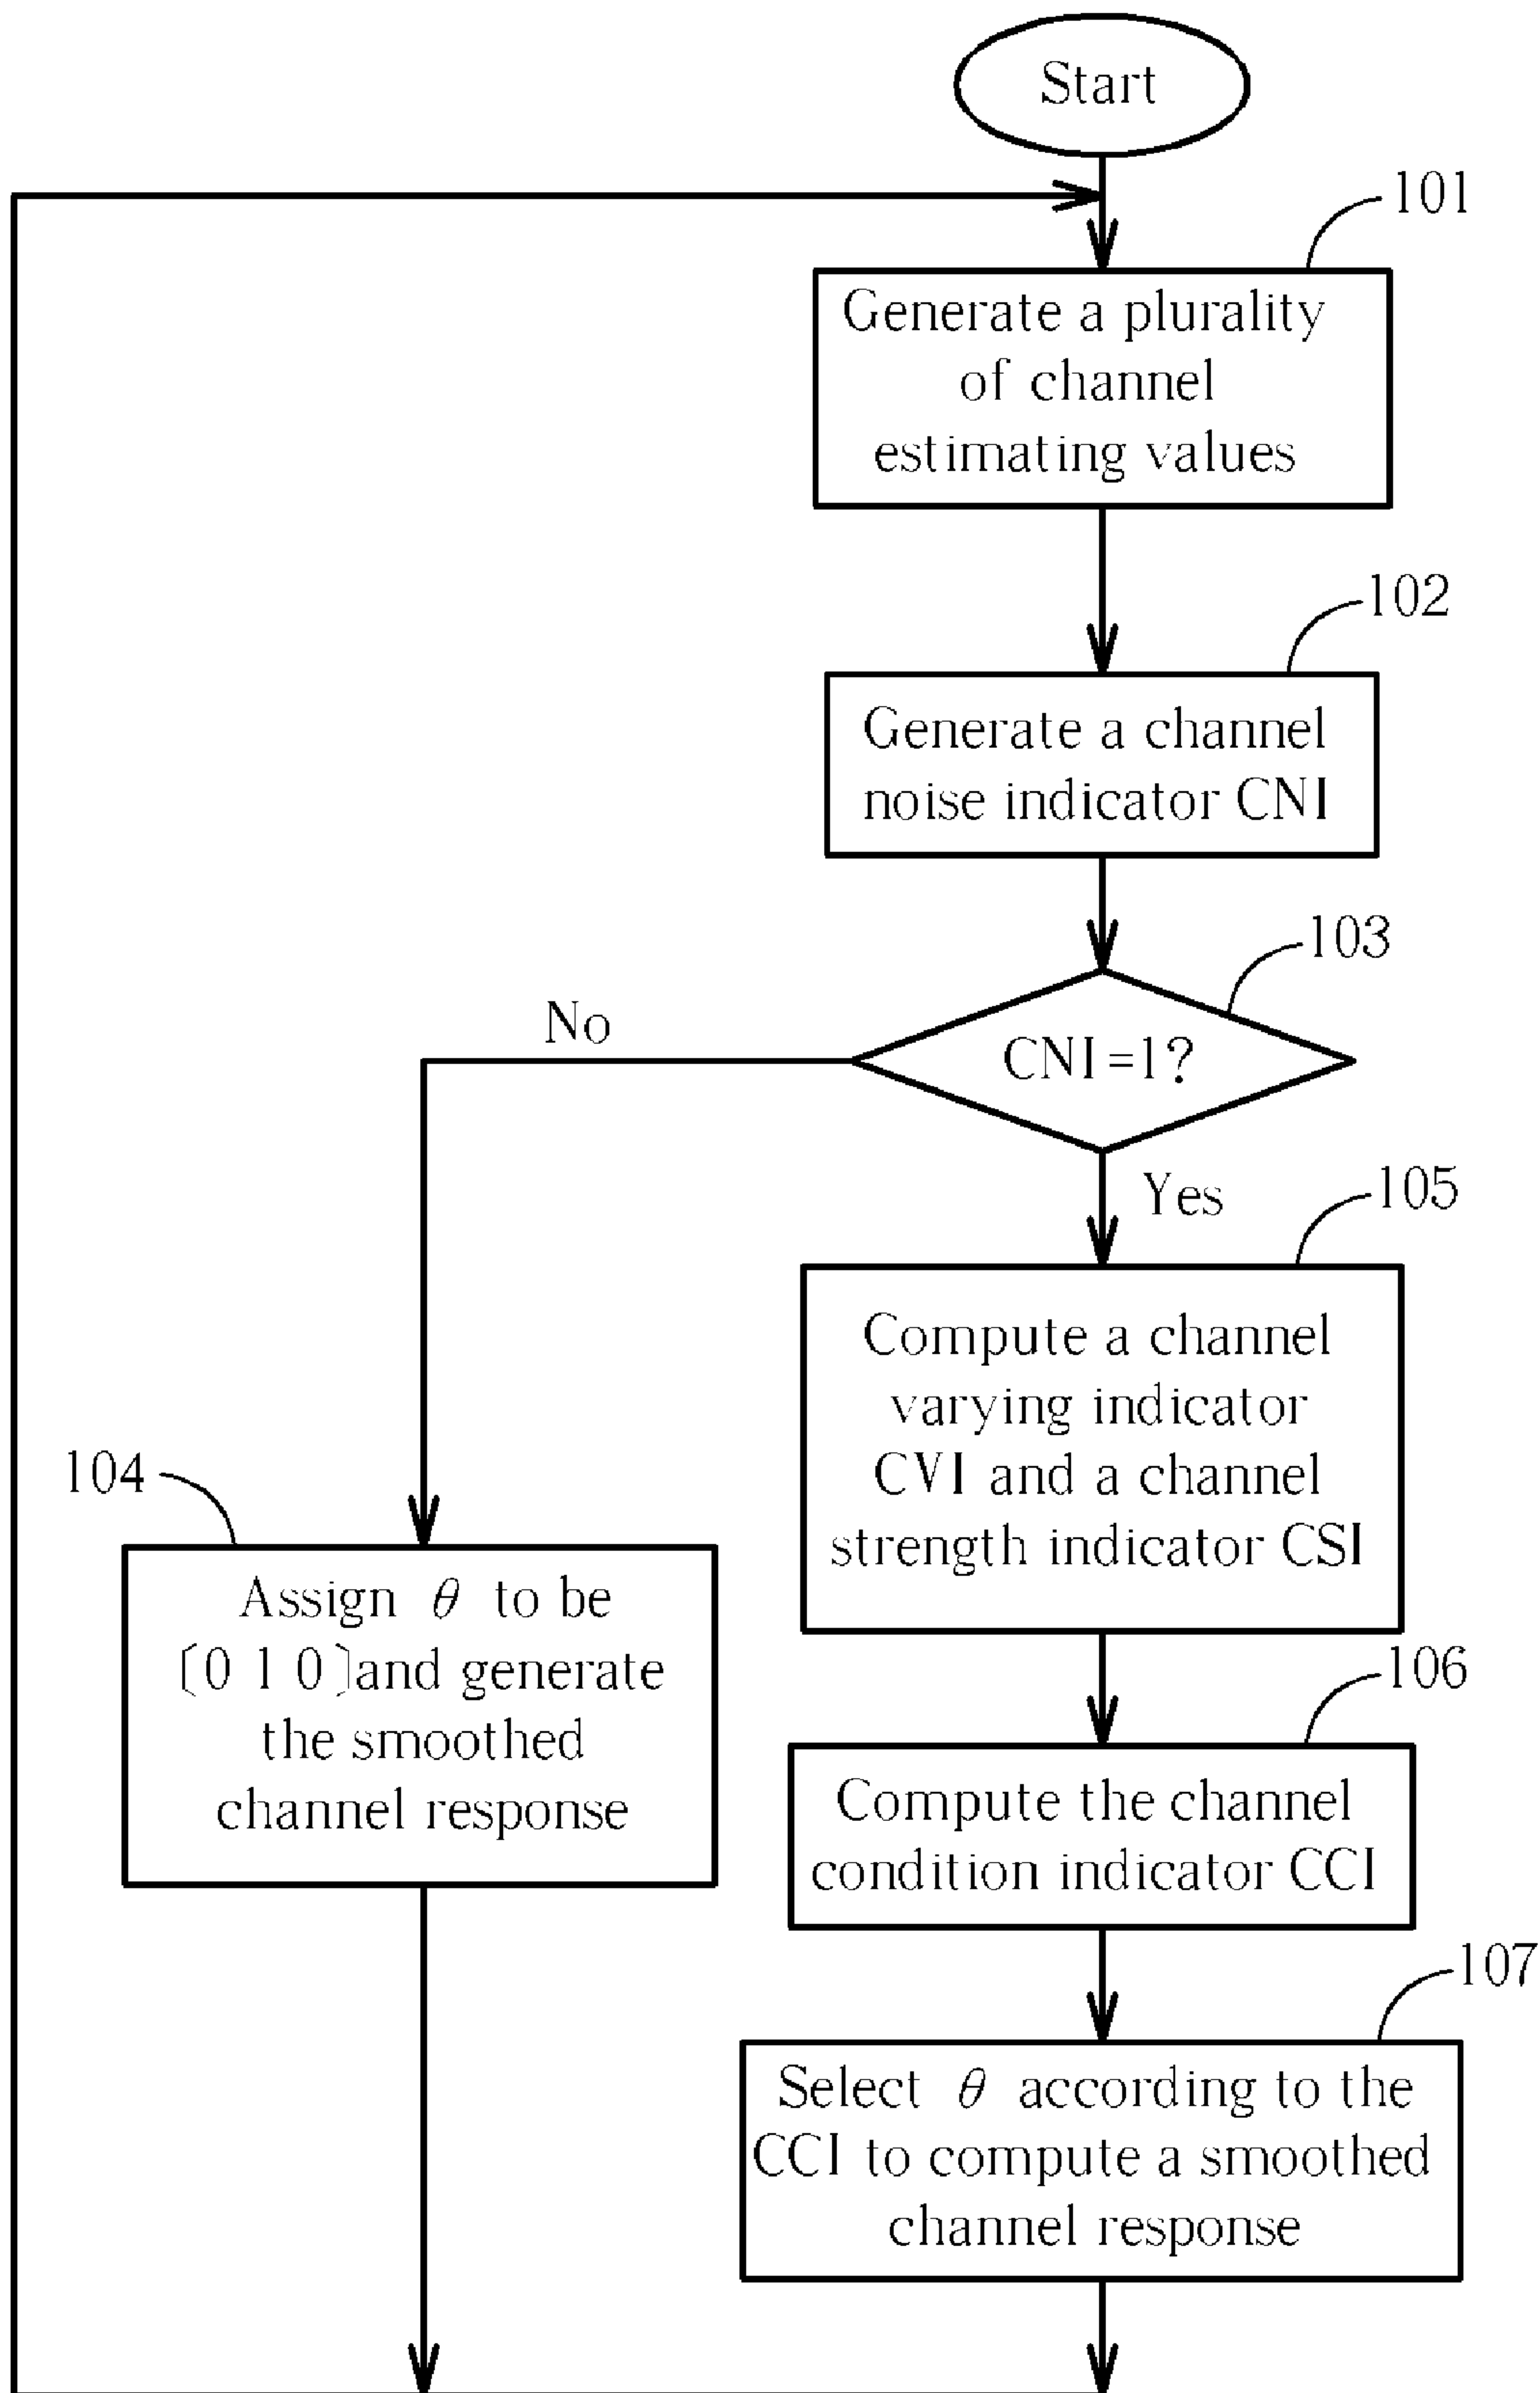 Start
101
Generate a plurality
of channel
estimating values
102
Generate a channel
noise indicator CNI
103
CNI=1?
No
Yes
105
Compute a channel
varying indicator
CVI and a channel
strength indicator CSI
104
Assign θ to be
[0 1 0]and generate
the smoothed
channel response
106
Compute the channel
condition indicator CCI
107
Select θ according to the
CCI to compute a smoothed
channel response